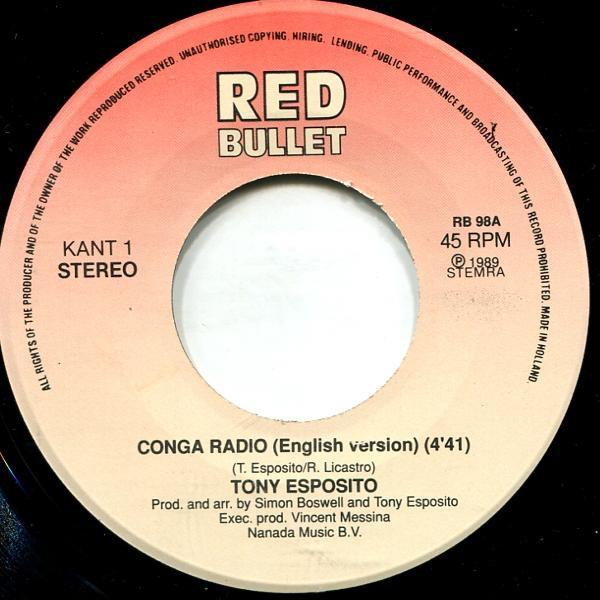 ALL RIGHTS OF THE PRODUCER AND OF THE OWNER OF THE WORK REPRODUCED RESERVED. UNAUTHORISED COPYING, HIRING, LENDING, PUBLIC PERFORMANCE AND BROADCASTING OF THIS RECORD PROHIBITED. MADE IN HOLLAND.
RED
BULLET
KANT 1
STEREO
RB 98A
45 RPM
℗ 1989
STEMRA
CONGA RADIO (English version) (4'41)
(T. Esposito/R. Licastro)
TONY ESPOSITO
Prod. and arr. by Simon Boswell and Tony Esposito
Exec. prod. Vincent Messina
Nanada Music B.V.